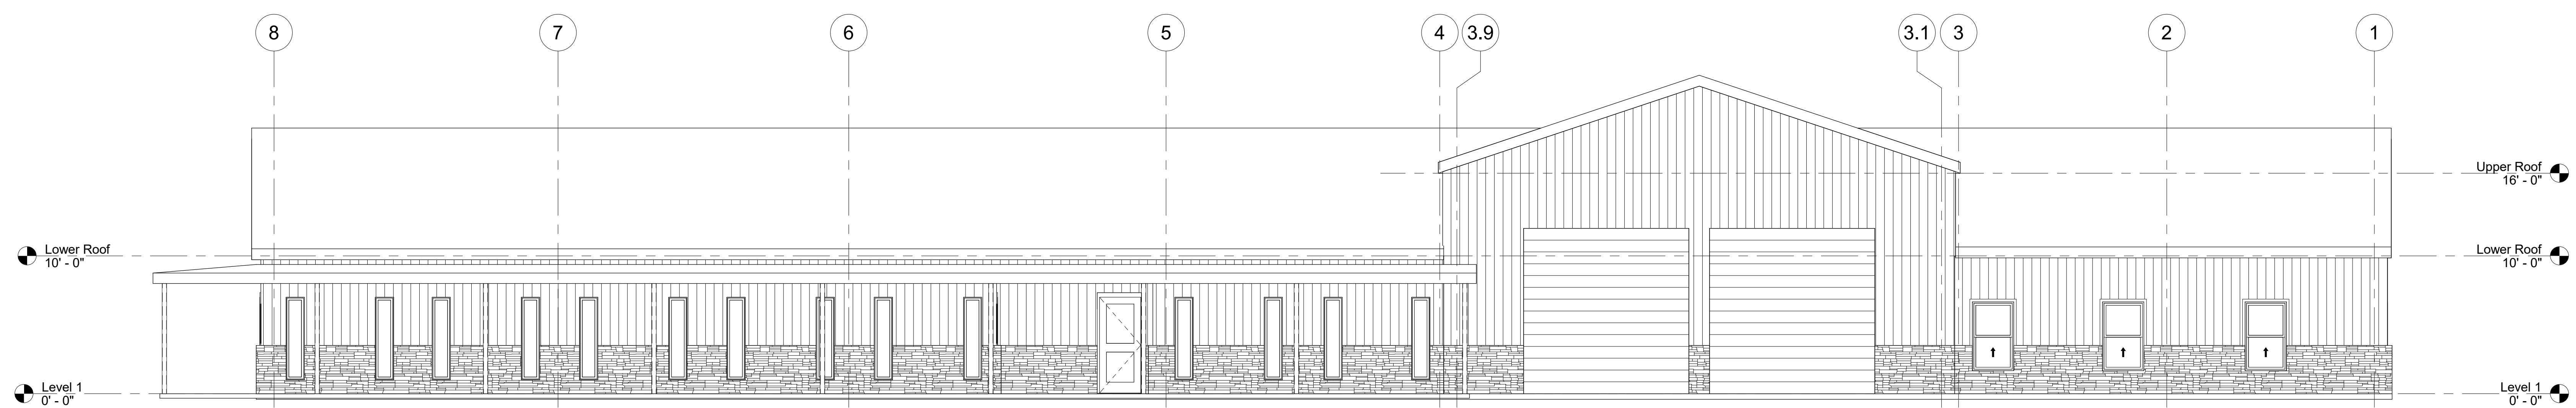 8 7 6 5 4 3.9 3.1 3 2 1
Upper Roof
16' - 0"
Lower Roof
10' - 0"
Lower Roof
10' - 0"
Level 1
0' - 0"
Level 1
0' - 0"